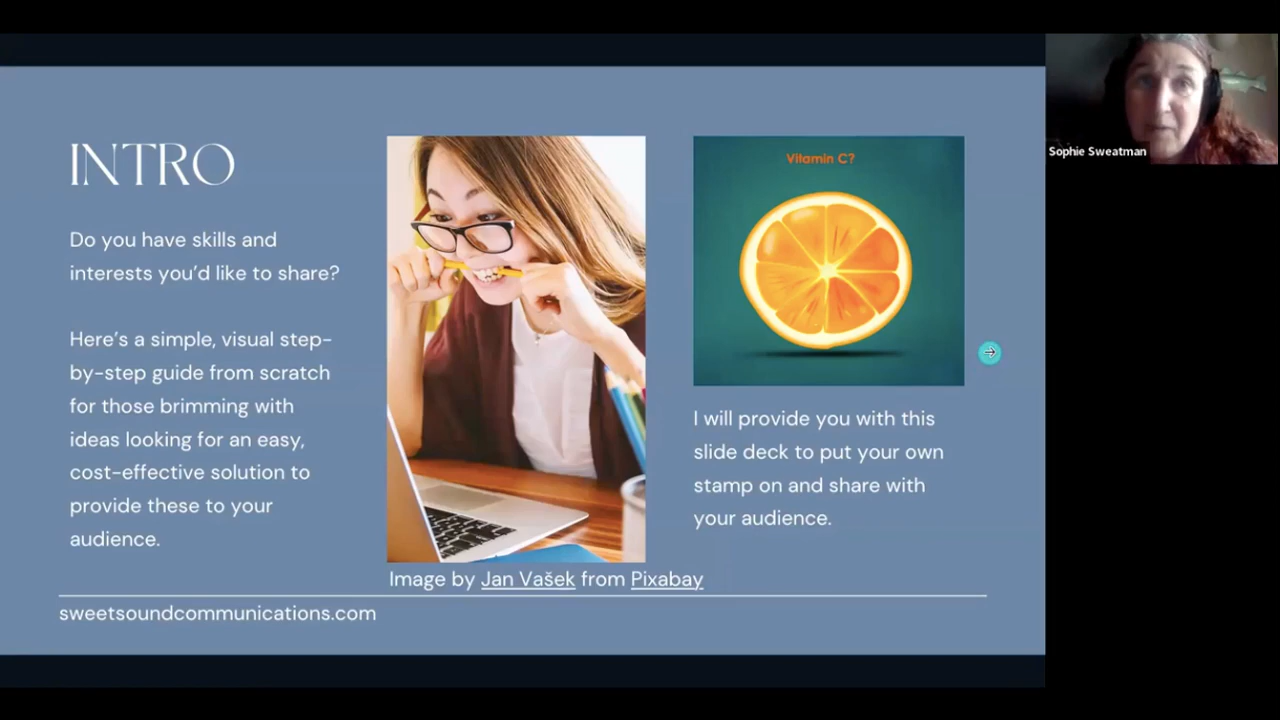 INTRO
Do you have skills and
interests you’d like to share?
Here’s a simple, visual step-
by-step guide from scratch
for those brimming with
ideas looking for an easy,
cost-effective solution to
provide these to your
audience.
Image by Jan Vašek from Pixabay
Vitamin C?
I will provide you with this
slide deck to put your own
stamp on and share with
your audience.
sweetsoundcommunications.com
Sophie Sweatman